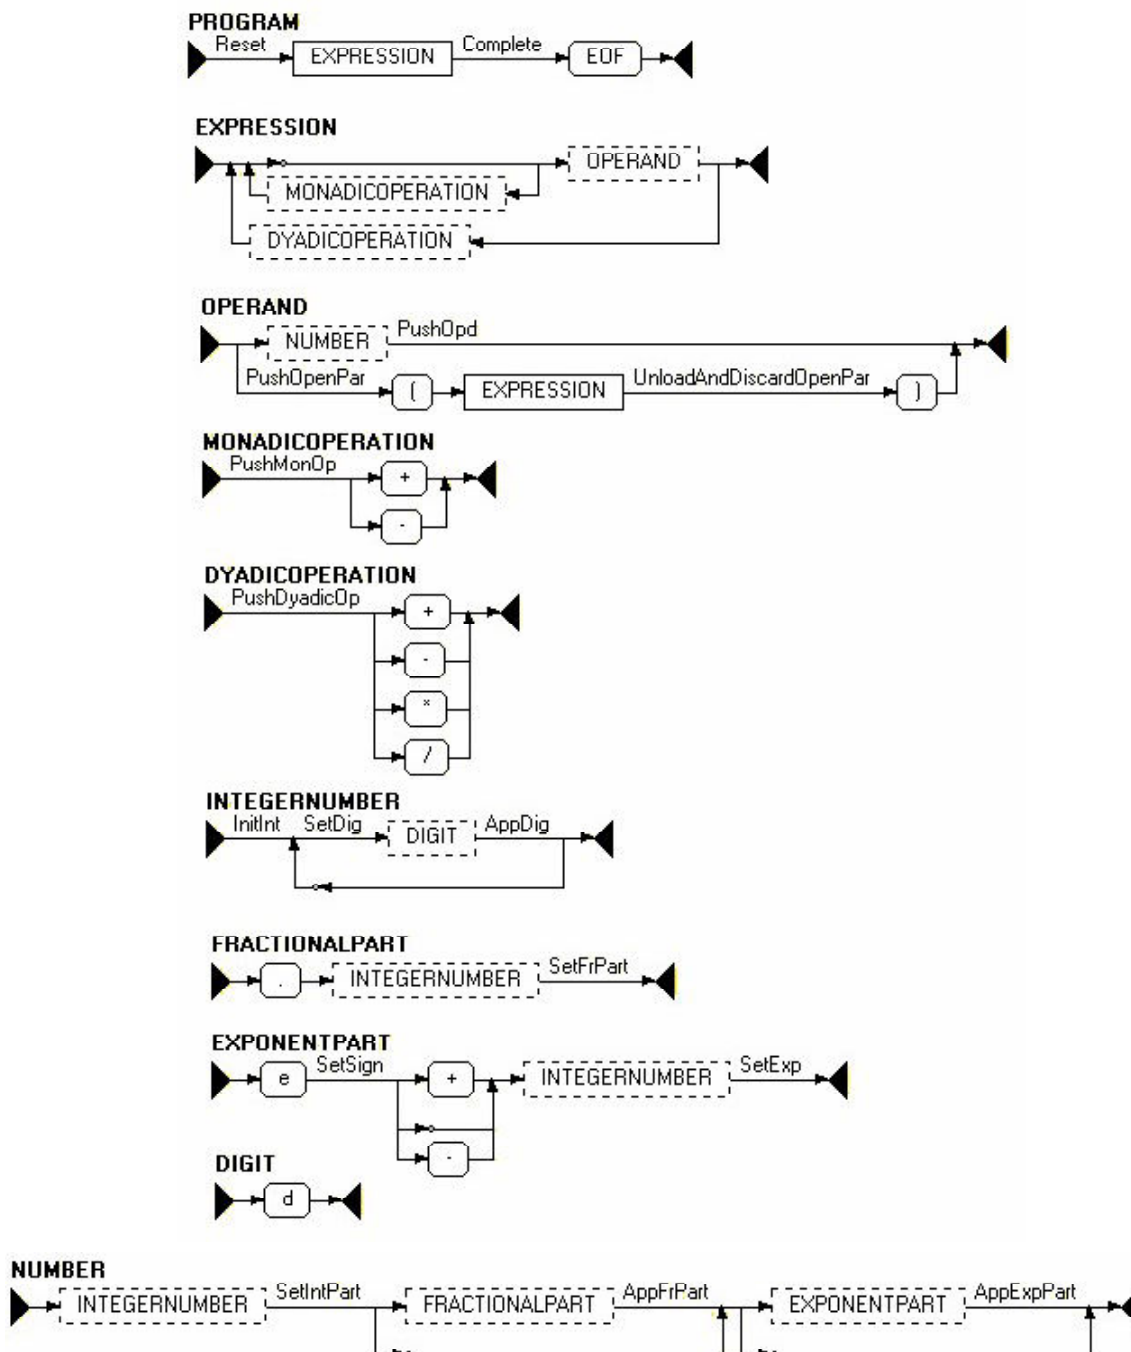 PROGRAM
Reset EXPRESSION Complete EOF
EXPRESSION
OPERAND
MONADICOPERATION
DYADICOPERATION
OPERAND
NUMBER PushOpd
PushOpenPar ( EXPRESSION UnloadAndDiscardOpenPar )
MONADICOPERATION
PushMonOp +
-
DYADICOPERATION
PushDyadicOp +
-
*
/
INTEGERNUMBER
InitInt SetDig DIGIT AppDig
FRACTIONALPART
. INTEGERNUMBER SetFrPart
EXPONENTPART
e SetSign + INTEGERNUMBER SetExp
-
DIGIT
d
NUMBER
INTEGERNUMBER SetIntPart FRACTIONALPART AppFrPart EXPONENTPART AppExpPart